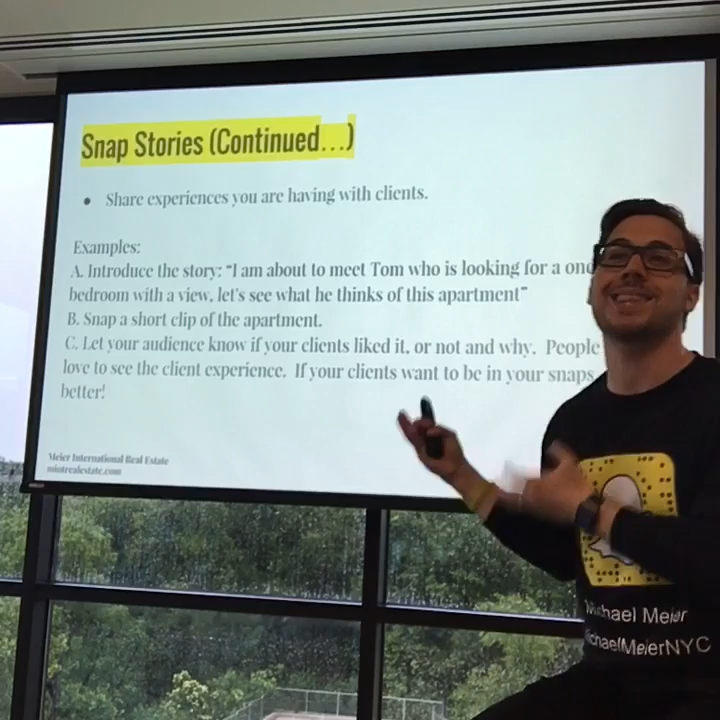 Snap Stories (Continued...)
• Share experiences you are having with clients.
Examples:
A. Introduce the story: "I am about to meet Tom who is looking for a one
bedroom with a view, let's see what he thinks of this apartment"
B. Snap a short clip of the apartment.
C. Let your audience know if your clients liked it, or not and why. People
love to see the client experience. If your clients want to be in your snaps
better!
Meier International Real Estate
miintrealestate.com
Michael Meier
ichaelMeierNYC